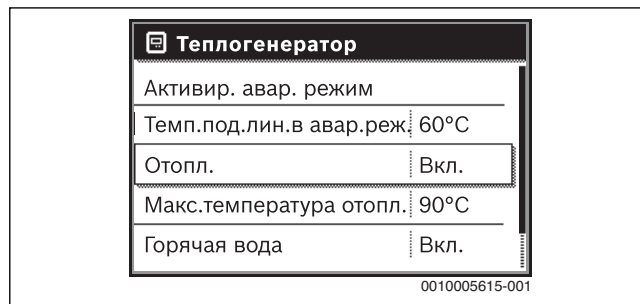 Теплогенератор
Активир. авар. режим
Темп.под.лин.в авар.реж. 60°C
Отопл. Вкл.
Макс.температура отопл. 90°C
Горячая вода Вкл.
0010005615-001